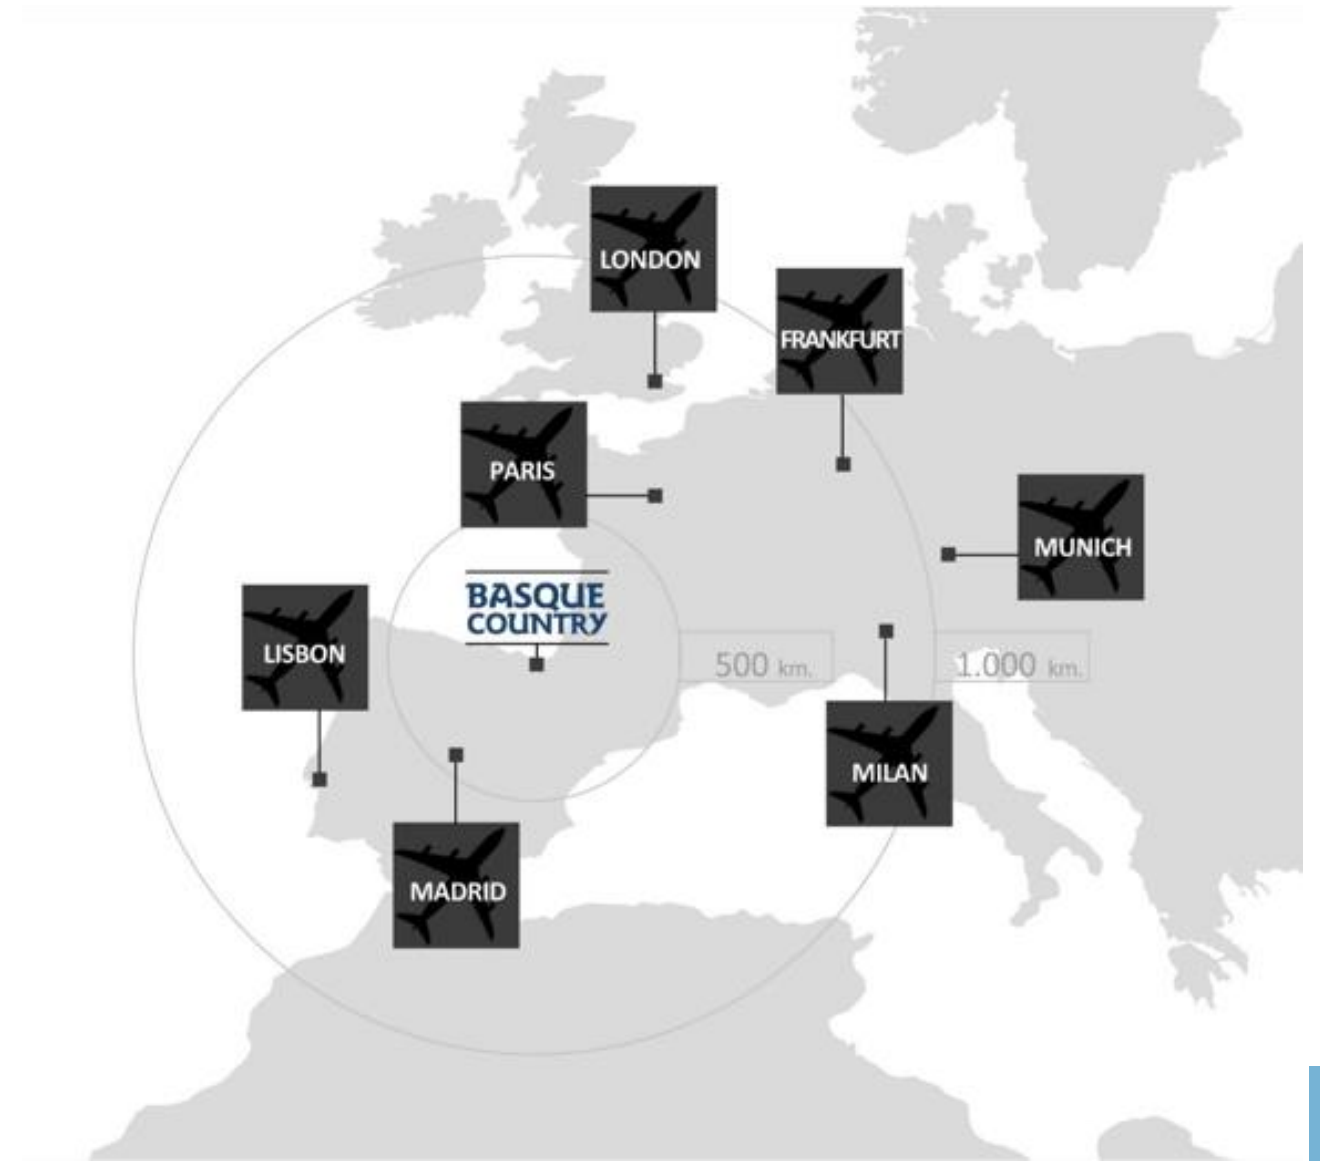 LONDON
FRANKFURT
PARIS
MUNICH
BASQUE
COUNTRY
LISBON
500 km.
1.000 km.
MILAN
MADRID